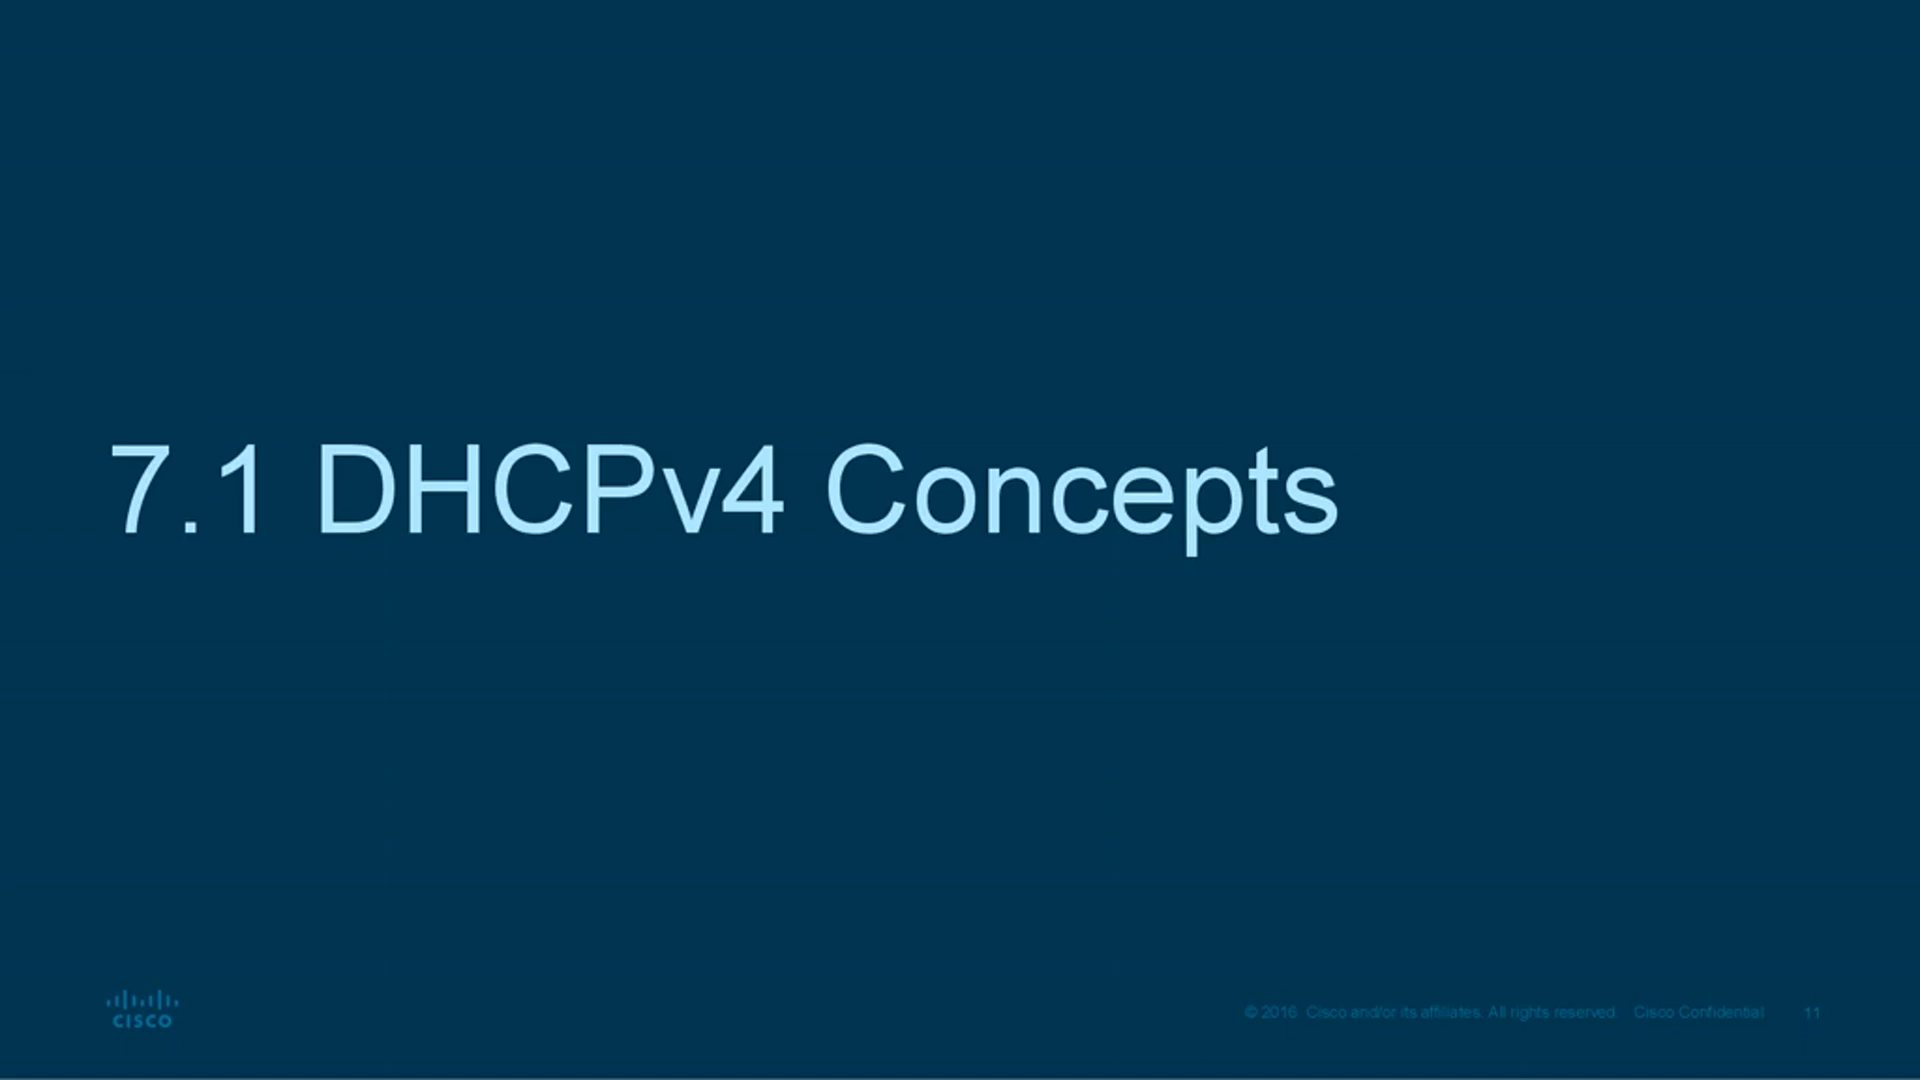 7.1 DHCPv4 Concepts
CISCO
© 2016 Cisco and/or its affiliates. All rights reserved. Cisco Confidential 11